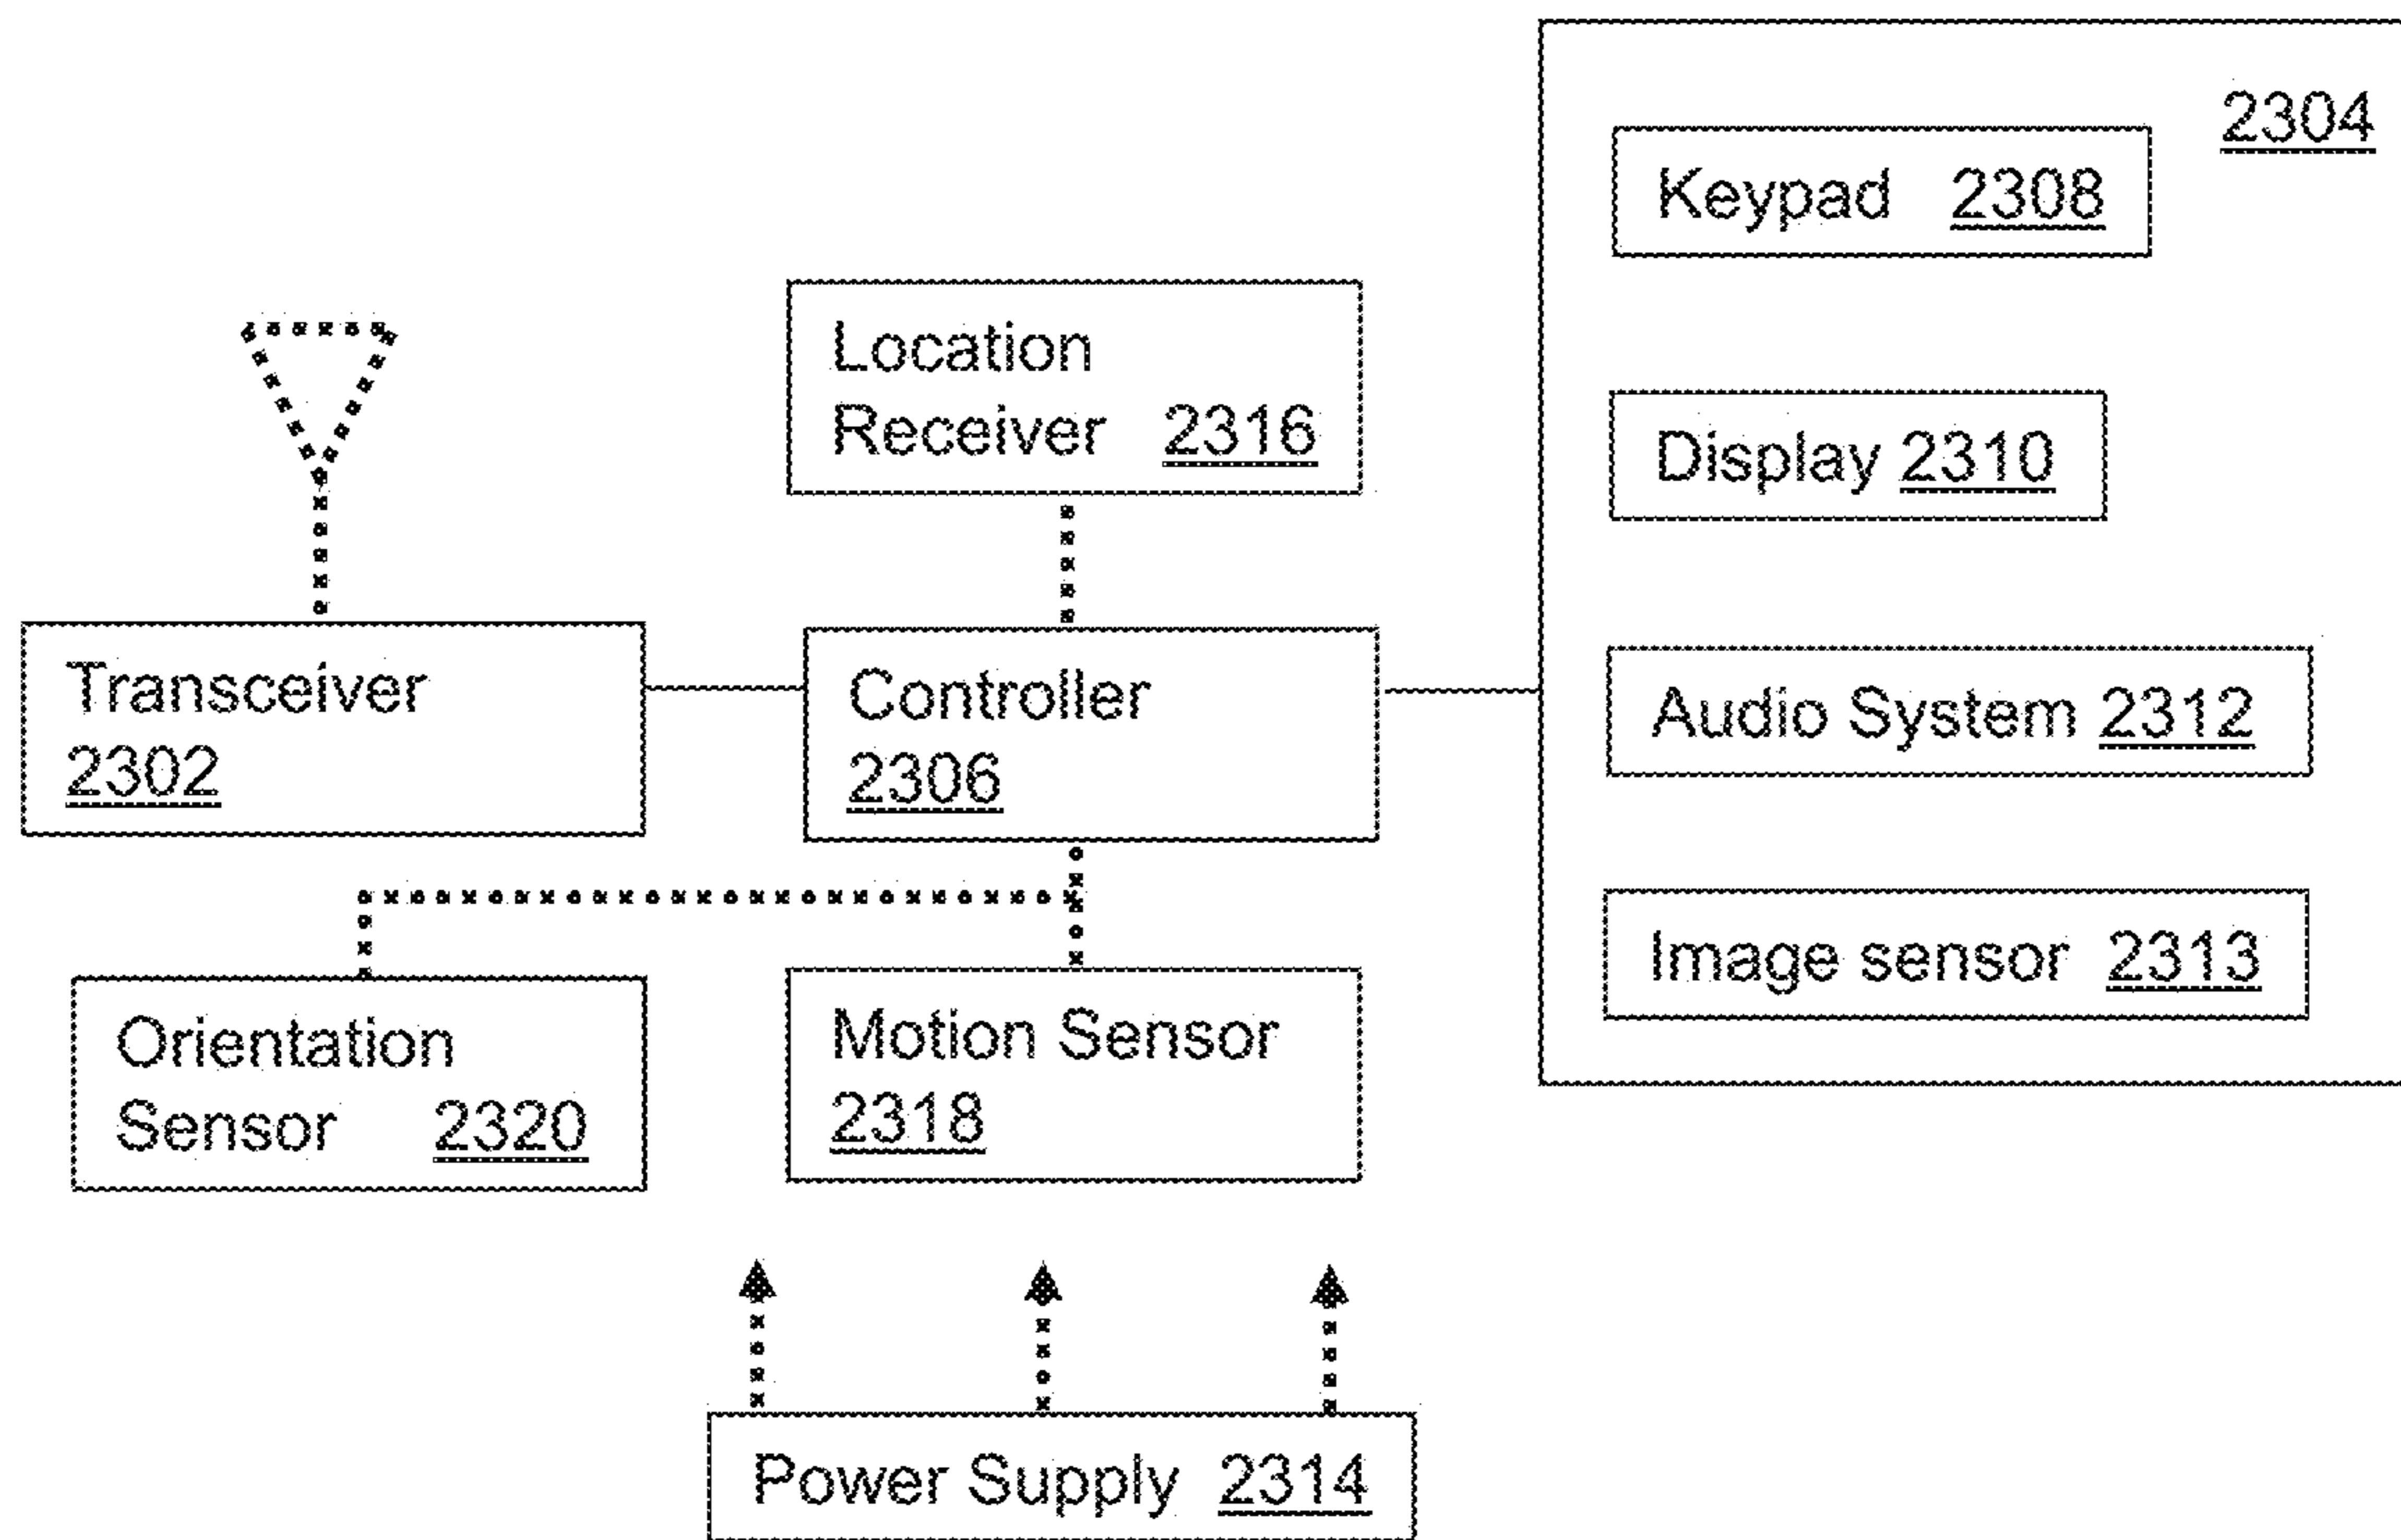 2304
Keypad 2308
Location
Receiver 2316
Display 2310
Transceiver
2302
Controller
2306
Audio System 2312
Image sensor 2313
Orientation
Sensor 2320
Motion Sensor
2318
Power Supply 2314